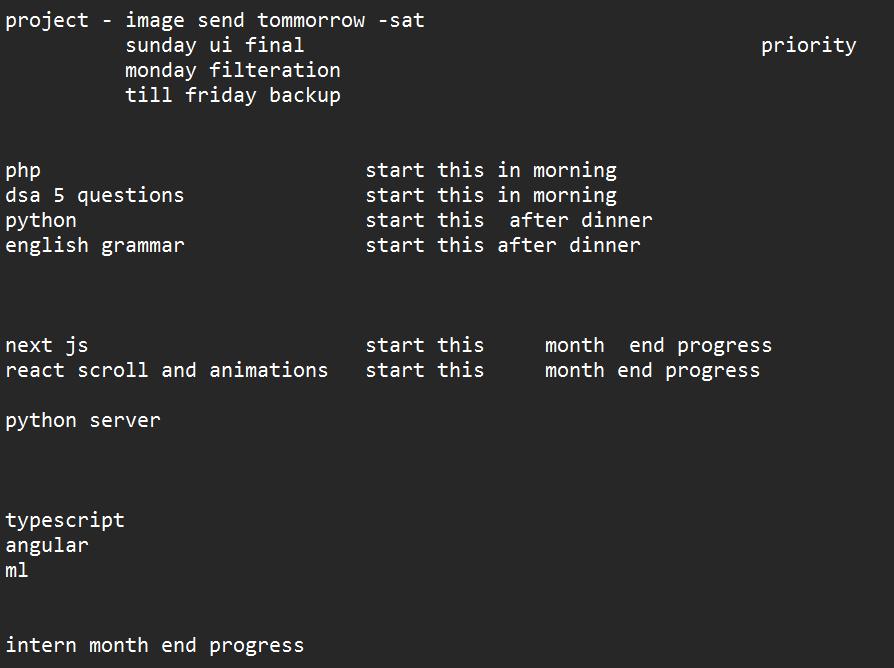 project - image send tommorrow -sat
sunday ui final priority
monday filteration
till friday backup
php start this in morning
dsa 5 questions start this in morning
python start this after dinner
english grammar start this after dinner
next js start this month end progress
react scroll and animations start this month end progress
python server
typescript
angular
ml
intern month end progress